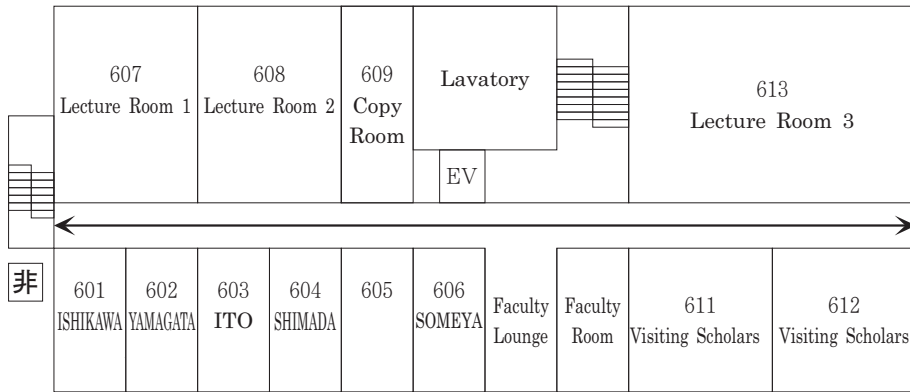 607
Lecture Room 1
608
Lecture Room 2
609
Copy
Room
Lavatory
EV
613
Lecture Room 3
非
601
ISHIKAWA
602
YAMAGATA
603
ITO
604
SHIMADA
605
606
SOMEYA
Faculty
Lounge
Faculty
Room
611
Visiting Scholars
612
Visiting Scholars